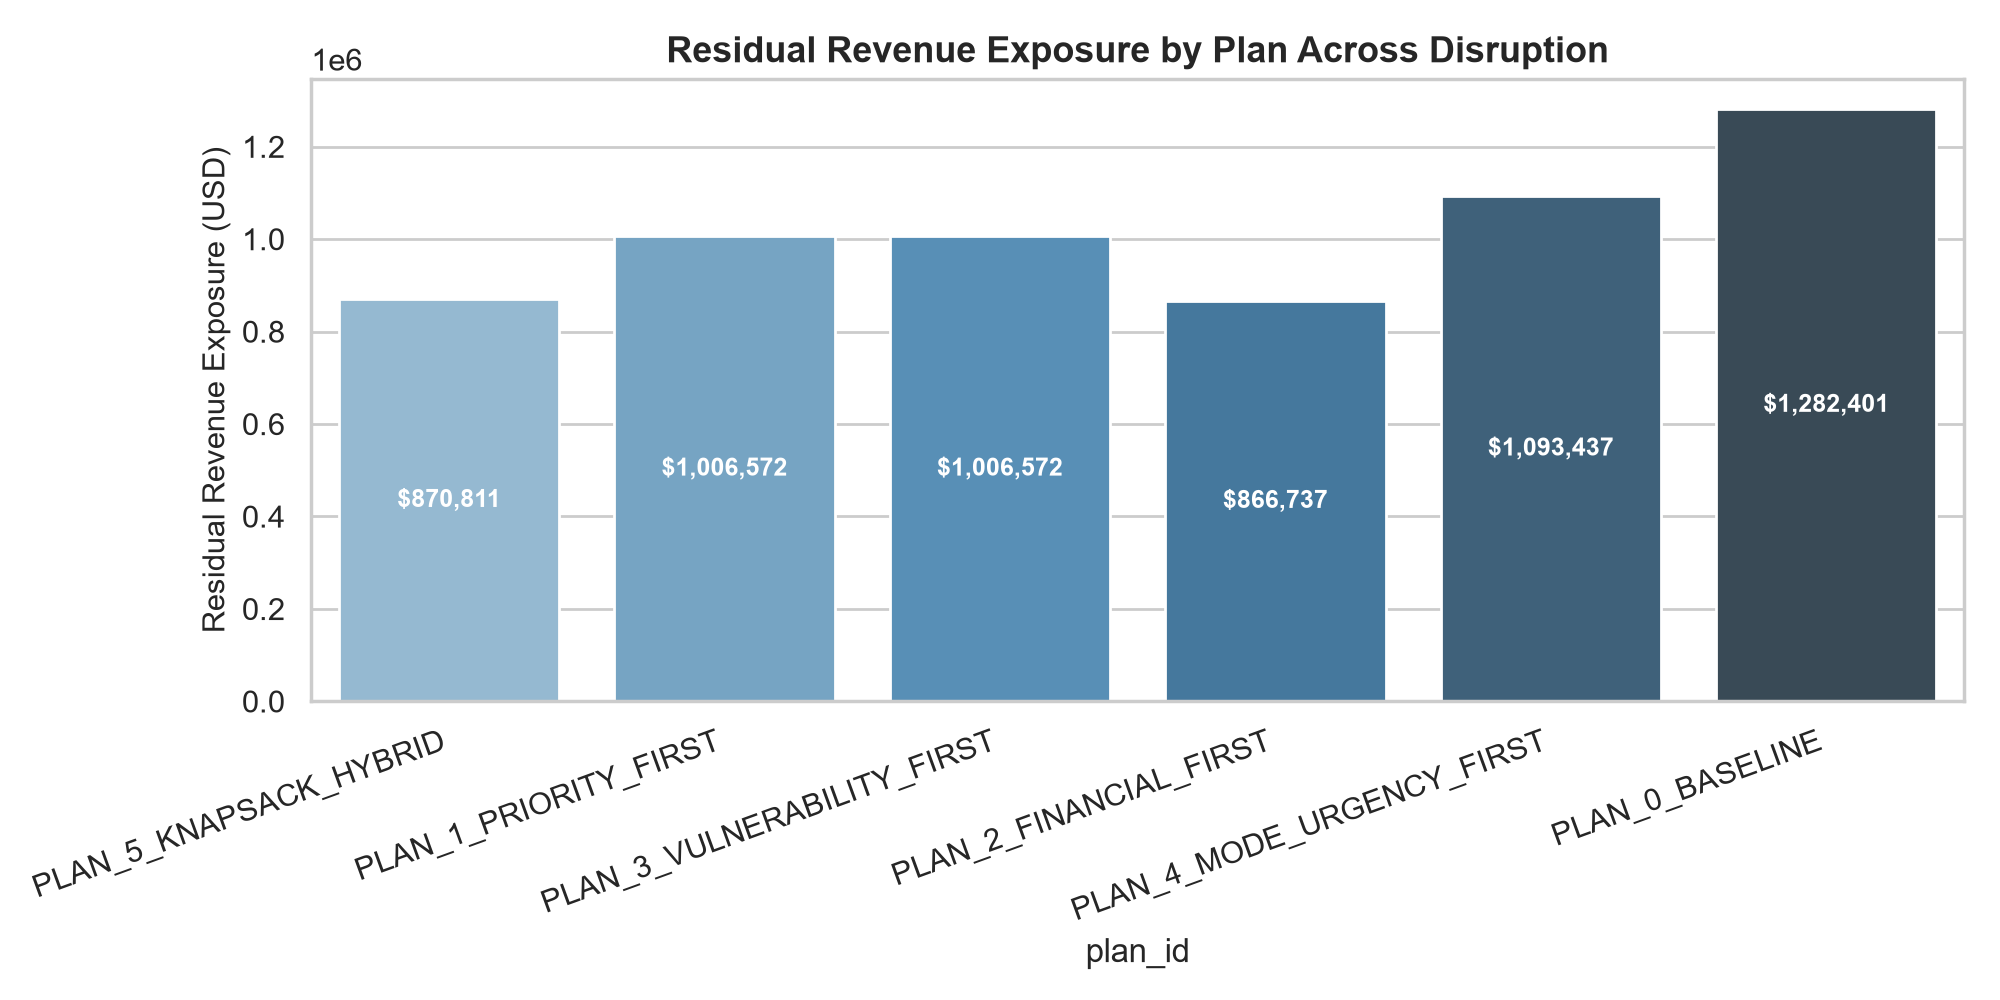 Residual Revenue Exposure by Plan Across Disruption
1e6
Residual Revenue Exposure (USD)
1.2
1.0
0.8
0.6
0.4
0.2
0.0
$870,811
$1,006,572
$1,006,572
$866,737
$1,093,437
$1,282,401
PLAN_5_KNAPSACK_HYBRID
PLAN_1_PRIORITY_FIRST
PLAN_3_VULNERABILITY_FIRST
PLAN_2_FINANCIAL_FIRST
PLAN_4_MODE_URGENCY_FIRST
PLAN_0_BASELINE
plan_id